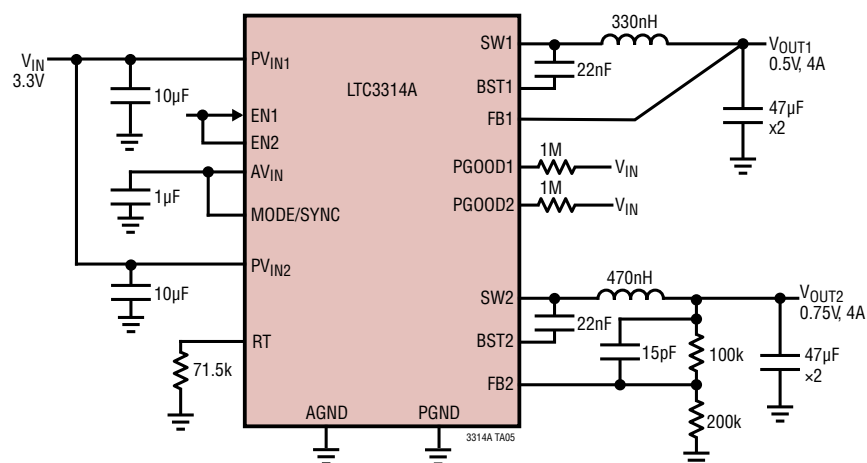 330nH
V_IN
3.3V
PV_IN1
SW1
V_OUT1
0.5V, 4A
10µF
LTC3314A
22nF
BST1
EN1
FB1
47µF
x2
EN2
AV_IN
PGOOD1
1M
V_IN
1µF
MODE/SYNC
PGOOD2
1M
V_IN
PV_IN2
470nH
10µF
SW2
V_OUT2
0.75V, 4A
22nF
RT
BST2
15pF
100k
47µF
×2
71.5k
FB2
200k
AGND
PGND
3314A TA05